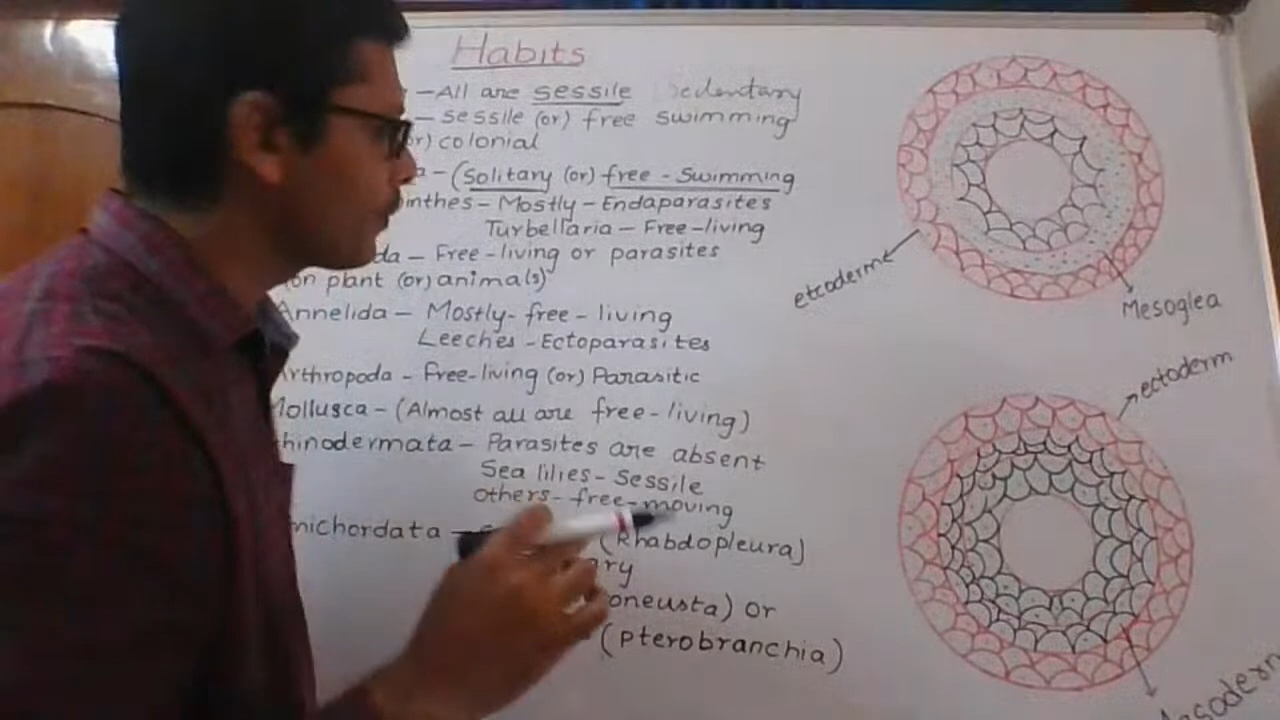 Habits
—All are sessile Sedentary
— sessile (or) free swimming
or) colonial
a – (Solitary (or) free - Swimming
inthes – Mostly – Endaparasites
Turbellaria – Free-living
da – Free-living or parasites
on plant (or) anima(s)
Annelida – Mostly- free – living
Leeches - Ectoparasites
Arthropoda - Free-living (or) Parasitic
Mollusca – (Almost all are free-living)
hinodermata – Parasites are absent
Sea lilies – Sessile
Others – free-moving
michordata – (Rhabdopleura)
ary
oneusta) or
(pterobranchia)
etcoderm
Mesoglea
ectoderm
Mesoderm